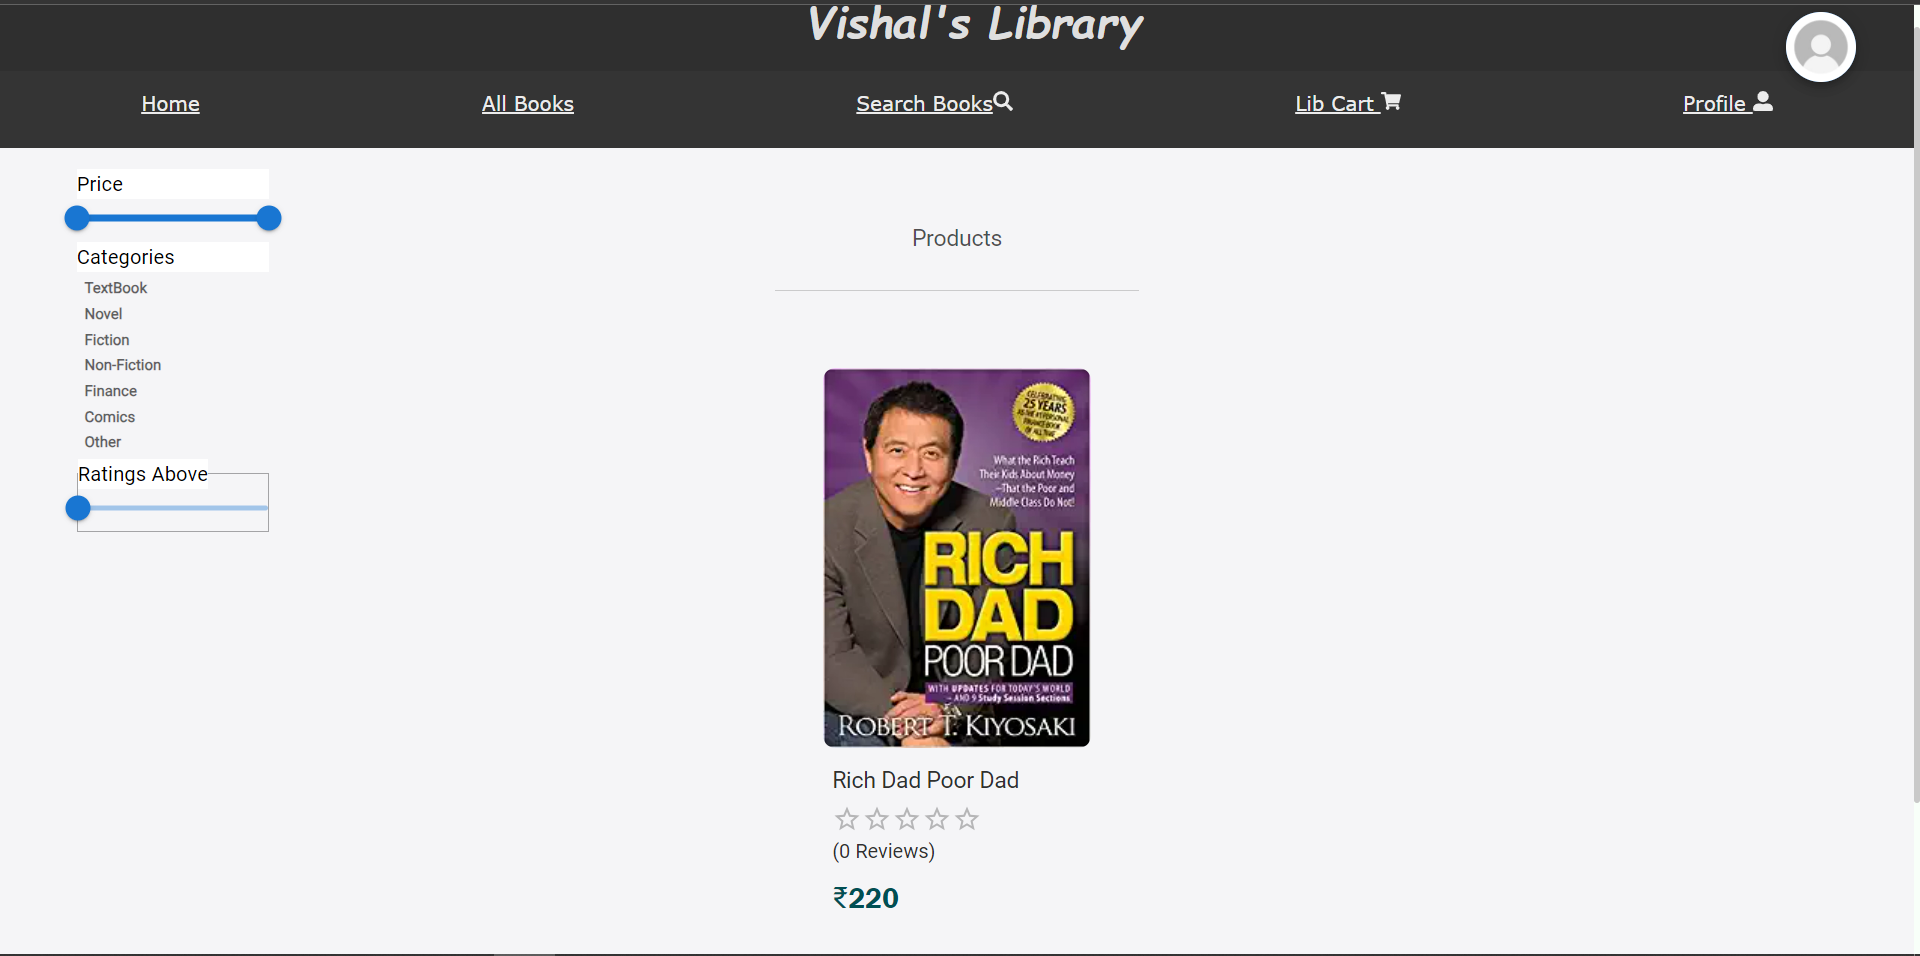 Vishal's Library
Home
All Books
Search Books
Lib Cart
Profile
Price
Categories
TextBook
Novel
Fiction
Non-Fiction
Finance
Comics
Other
Ratings Above
Products
CELEBRATING
25 YEARS
AS THE #1 PERSONAL
FINANCE BOOK
OF ALL TIME
What the Rich Teach
Their Kids About Money
—That the Poor and
Middle Class Do Not!
RICH
DAD
POOR DAD
WITH UPDATES FOR TODAY'S WORLD
— AND 9 Study Session Sections
ROBERT T. KIYOSAKI
Rich Dad Poor Dad
(0 Reviews)
₹220